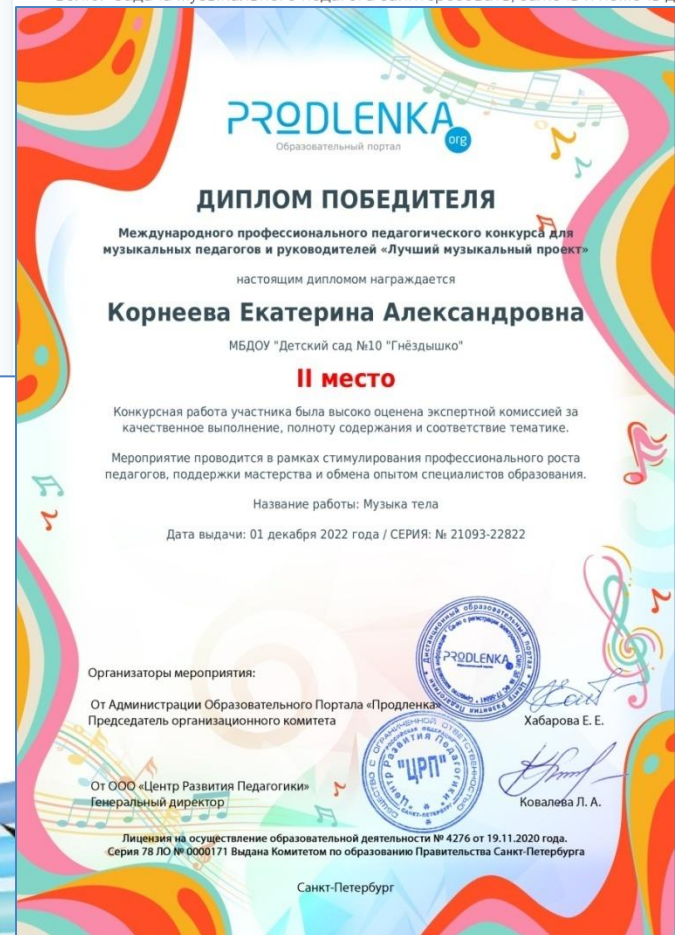 PRODLENKA
org
Образовательный портал
ДИПЛОМ ПОБЕДИТЕЛЯ
Международного профессионального педагогического конкурса для
музыкальных педагогов и руководителей «Лучший музыкальный проект»
настоящим дипломом награждается
Корнеева Екатерина Александровна
МБДОУ "Детский сад №10 "Гнёздышко"
II место
Конкурсная работа участника была высоко оценена экспертной комиссией за
качественное выполнение, полноту содержания и соответствие тематике.
Мероприятие проводится в рамках стимулирования профессионального роста
педагогов, поддержки мастерства и обмена опытом специалистов образования.
Название работы: Музыка тела
Дата выдачи: 01 декабря 2022 года / СЕРИЯ: № 21093-22822
PRODLENKA
Организаторы мероприятия:
От Администрации Образовательного Портала «Продленка»
Председатель организационного комитета
Хабарова Е. Е.
Центр Развития Педагогики
"ЦРП"
От ООО «Центр Развития Педагогики»
Генеральный директор
Ковалева Л. А.
Лицензия на осуществление образовательной деятельности № 4276 от 19.11.2020 года.
Серия 78 ЛО № 0000171 Выдана Комитетом по образованию Правительства Санкт-Петербурга
Санкт-Петербург